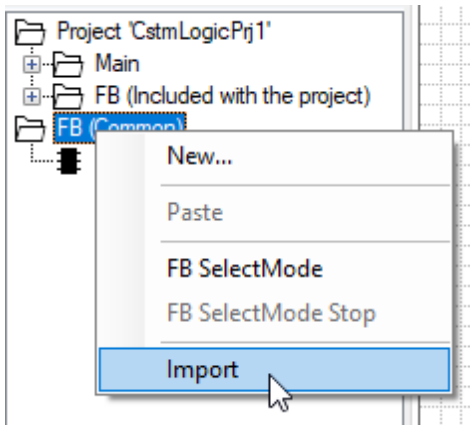 Project 'CstmLogicPrj1'
Main
FB (Included with the project)
FB (Common)
New...
Paste
FB SelectMode
FB SelectMode Stop
Import